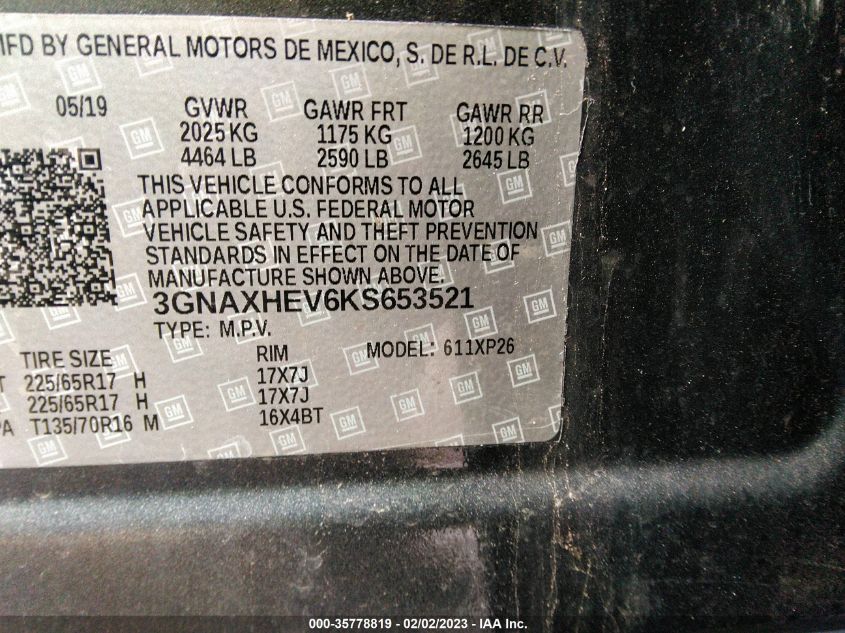 MFD BY GENERAL MOTORS DE MEXICO, S. DE R.L. DE C.V.
05/19 GVWR GAWR FRT GAWR RR
2025 KG 1175 KG 1200 KG
4464 LB 2590 LB 2645 LB
THIS VEHICLE CONFORMS TO ALL
APPLICABLE U.S. FEDERAL MOTOR
VEHICLE SAFETY AND THEFT PREVENTION
STANDARDS IN EFFECT ON THE DATE OF
MANUFACTURE SHOWN ABOVE.
3GNAXHEV6KS653521
TYPE: M.P.V. MODEL: 611XP26
TIRE SIZE RIM
T 225/65R17 H 17X7J
225/65R17 H 17X7J
PA T135/70R16 M 16X4BT
000-35778819 - 02/02/2023 - IAA Inc.